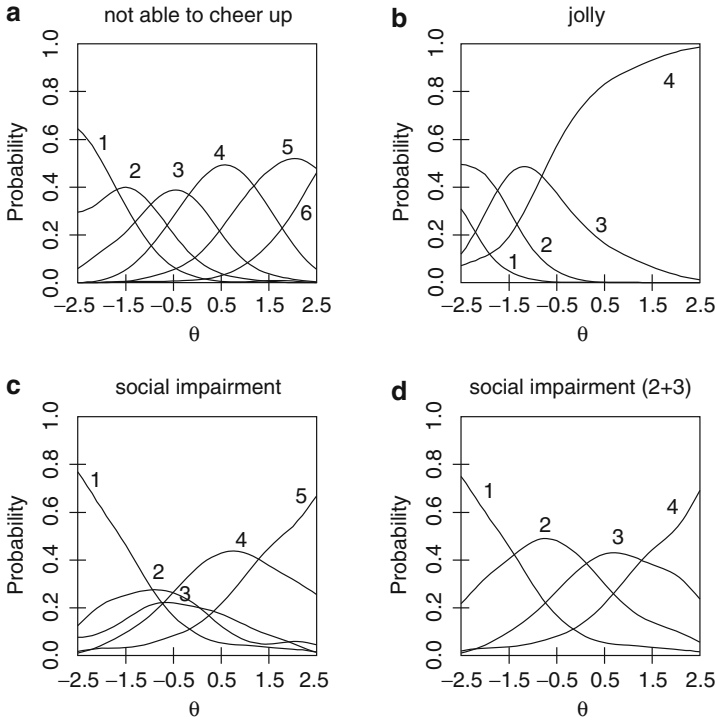 a not able to cheer up
Probability
0.0 0.2 0.4 0.6 0.8 1.0
1 2 3 4 5 6
−2.5 −1.5 −0.5 0.5 1.5 2.5
θ
b jolly
Probability
0.0 0.2 0.4 0.6 0.8 1.0
1 2 3 4
−2.5 −1.5 −0.5 0.5 1.5 2.5
θ
c social impairment
Probability
0.0 0.2 0.4 0.6 0.8 1.0
1 2 3 4 5
−2.5 −1.5 −0.5 0.5 1.5 2.5
θ
d social impairment (2+3)
Probability
0.0 0.2 0.4 0.6 0.8 1.0
1 2 3 4
−2.5 −1.5 −0.5 0.5 1.5 2.5
θ